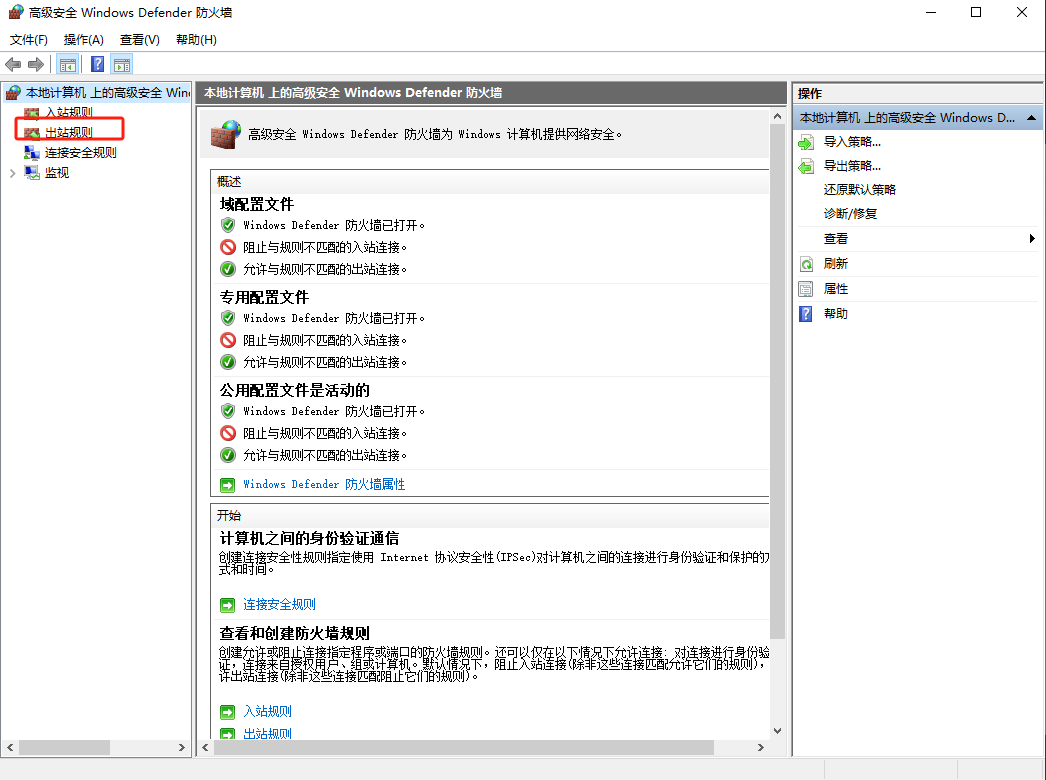 高级安全 Windows Defender 防火墙
文件(F) 操作(A) 查看(V) 帮助(H)
本地计算机 上的高级安全 Win
入站规则
出站规则
连接安全规则
监视
本地计算机 上的高级安全 Windows Defender 防火墙
高级安全 Windows Defender 防火墙为 Windows 计算机提供网络安全。
概述
域配置文件
Windows Defender 防火墙已打开。
阻止与规则不匹配的入站连接。
允许与规则不匹配的出站连接。
专用配置文件
Windows Defender 防火墙已打开。
阻止与规则不匹配的入站连接。
允许与规则不匹配的出站连接。
公用配置文件是活动的
Windows Defender 防火墙已打开。
阻止与规则不匹配的入站连接。
允许与规则不匹配的出站连接。
Windows Defender 防火墙属性
开始
计算机之间的身份验证通信
创建连接安全性规则指定使用 Internet 协议安全性(IPSec)对计算机之间的连接进行身份验证和保护的方
式和时间。
连接安全规则
查看和创建防火墙规则
创建允许或阻止连接指定程序或端口的防火墙规则。还可以仅在以下情况下允许连接: 对连接进行身份验
证，连接来自授权用户、组或计算机。默认情况下，阻止入站连接(除非这些连接匹配允许它们的规则)，
许出站连接(除非这些连接匹配阻止它们的规则)。
入站规则
出站规则
操作
本地计算机 上的高级安全 Windows D...
导入策略...
导出策略...
还原默认策略
诊断/修复
查看
刷新
属性
帮助